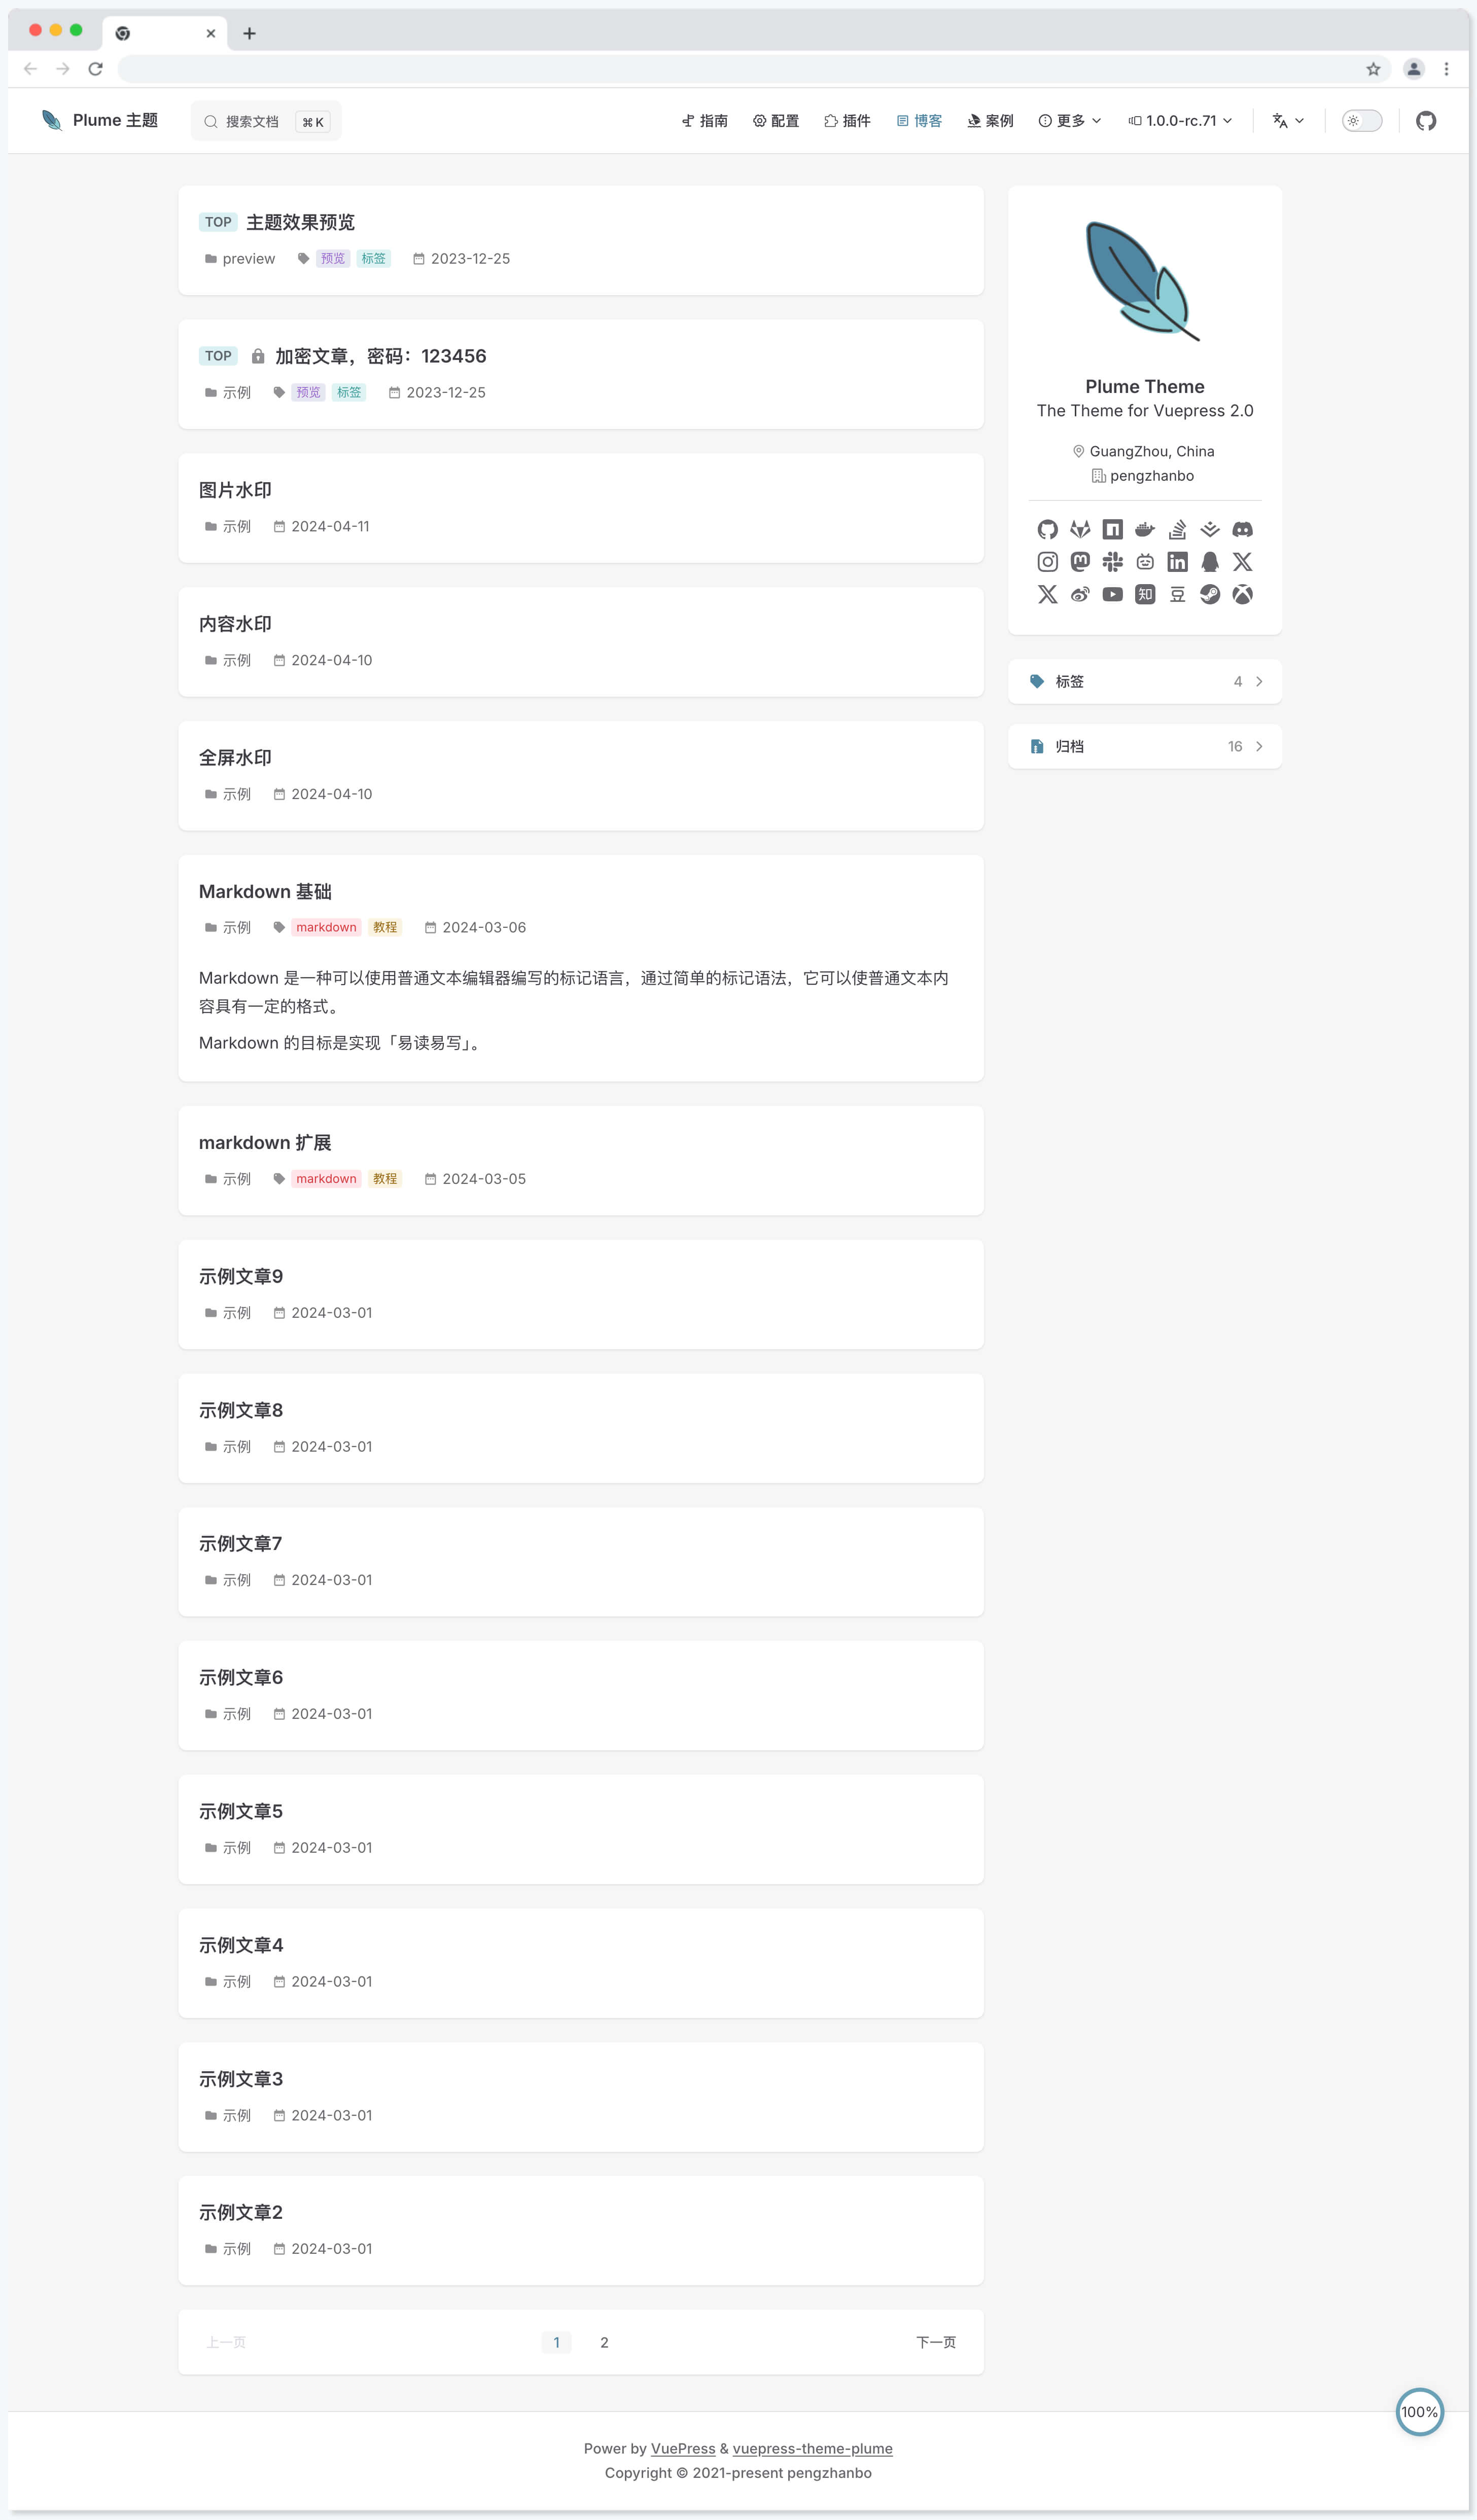 Plume 主题
搜索文档 ⌘ K
指南 配置 插件 博客 案例 更多 1.0.0-rc.71
TOP 主题效果预览
preview 预览 标签 2023-12-25
TOP 加密文章，密码：123456
示例 预览 标签 2023-12-25
图片水印
示例 2024-04-11
内容水印
示例 2024-04-10
全屏水印
示例 2024-04-10
Markdown 基础
示例 markdown 教程 2024-03-06
Markdown 是一种可以使用普通文本编辑器编写的标记语言，通过简单的标记语法，它可以使普通文本内
容具有一定的格式。
Markdown 的目标是实现「易读易写」。
markdown 扩展
示例 markdown 教程 2024-03-05
示例文章9
示例 2024-03-01
示例文章8
示例 2024-03-01
示例文章7
示例 2024-03-01
示例文章6
示例 2024-03-01
示例文章5
示例 2024-03-01
示例文章4
示例 2024-03-01
示例文章3
示例 2024-03-01
示例文章2
示例 2024-03-01
上一页 1 2 下一页
Plume Theme
The Theme for Vuepress 2.0
GuangZhou, China
pengzhanbo
知 豆
标签 4
归档 16
100%
Power by VuePress & vuepress-theme-plume
Copyright © 2021-present pengzhanbo